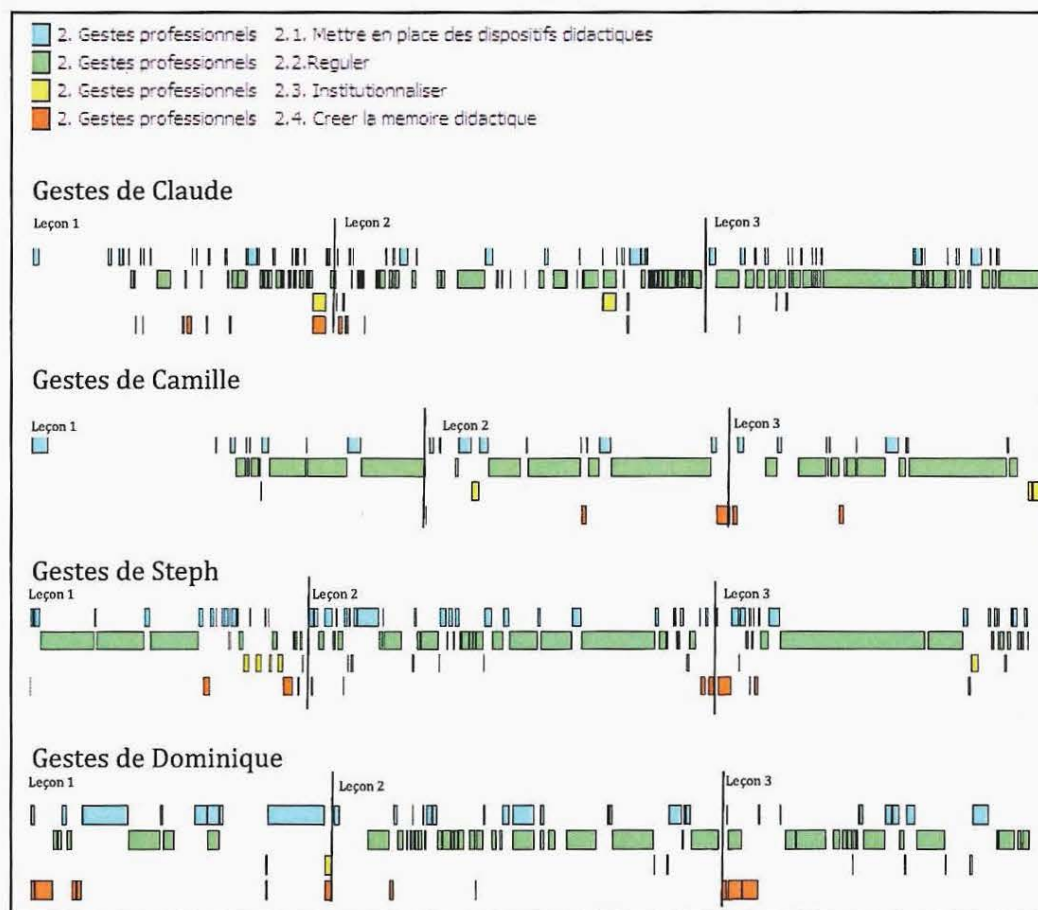 2. Gestes professionnels 2.1. Mettre en place des dispositifs didactiques
2. Gestes professionnels 2.2.Reguler
2. Gestes professionnels 2.3. Institutionnaliser
2. Gestes professionnels 2.4. Creer la memoire didactique
Gestes de Claude
Leçon 1 Leçon 2 Leçon 3
Gestes de Camille
Leçon 1 Leçon 2 Leçon 3
Gestes de Steph
Leçon 1 Leçon 2 Leçon 3
Gestes de Dominique
Leçon 1 Leçon 2 Leçon 3